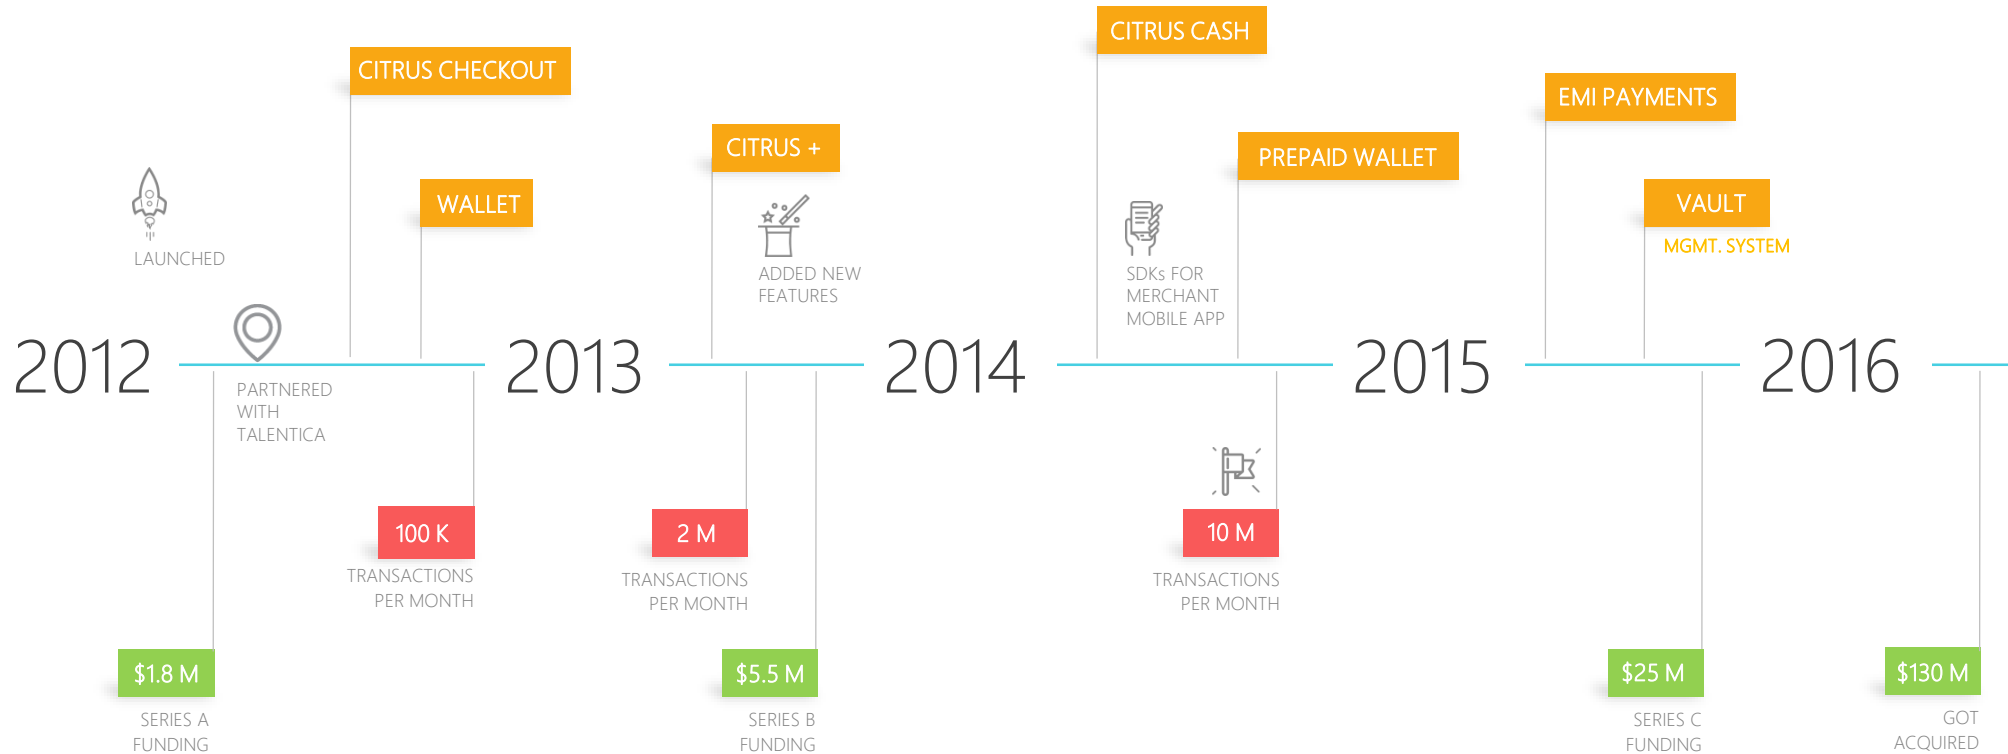 CITRUS CASH
CITRUS CHECKOUT
EMI PAYMENTS
CITRUS +
PREPAID WALLET
WALLET
VAULT
MGMT. SYSTEM
LAUNCHED
ADDED NEW
FEATURES
SDKs FOR
MERCHANT
MOBILE APP
2012
2013
2014
2015
2016
PARTNERED
WITH
TALENTICA
100 K
TRANSACTIONS
PER MONTH
2 M
TRANSACTIONS
PER MONTH
10 M
TRANSACTIONS
PER MONTH
$1.8 M
SERIES A
FUNDING
$5.5 M
SERIES B
FUNDING
$25 M
SERIES C
FUNDING
$130 M
GOT
ACQUIRED